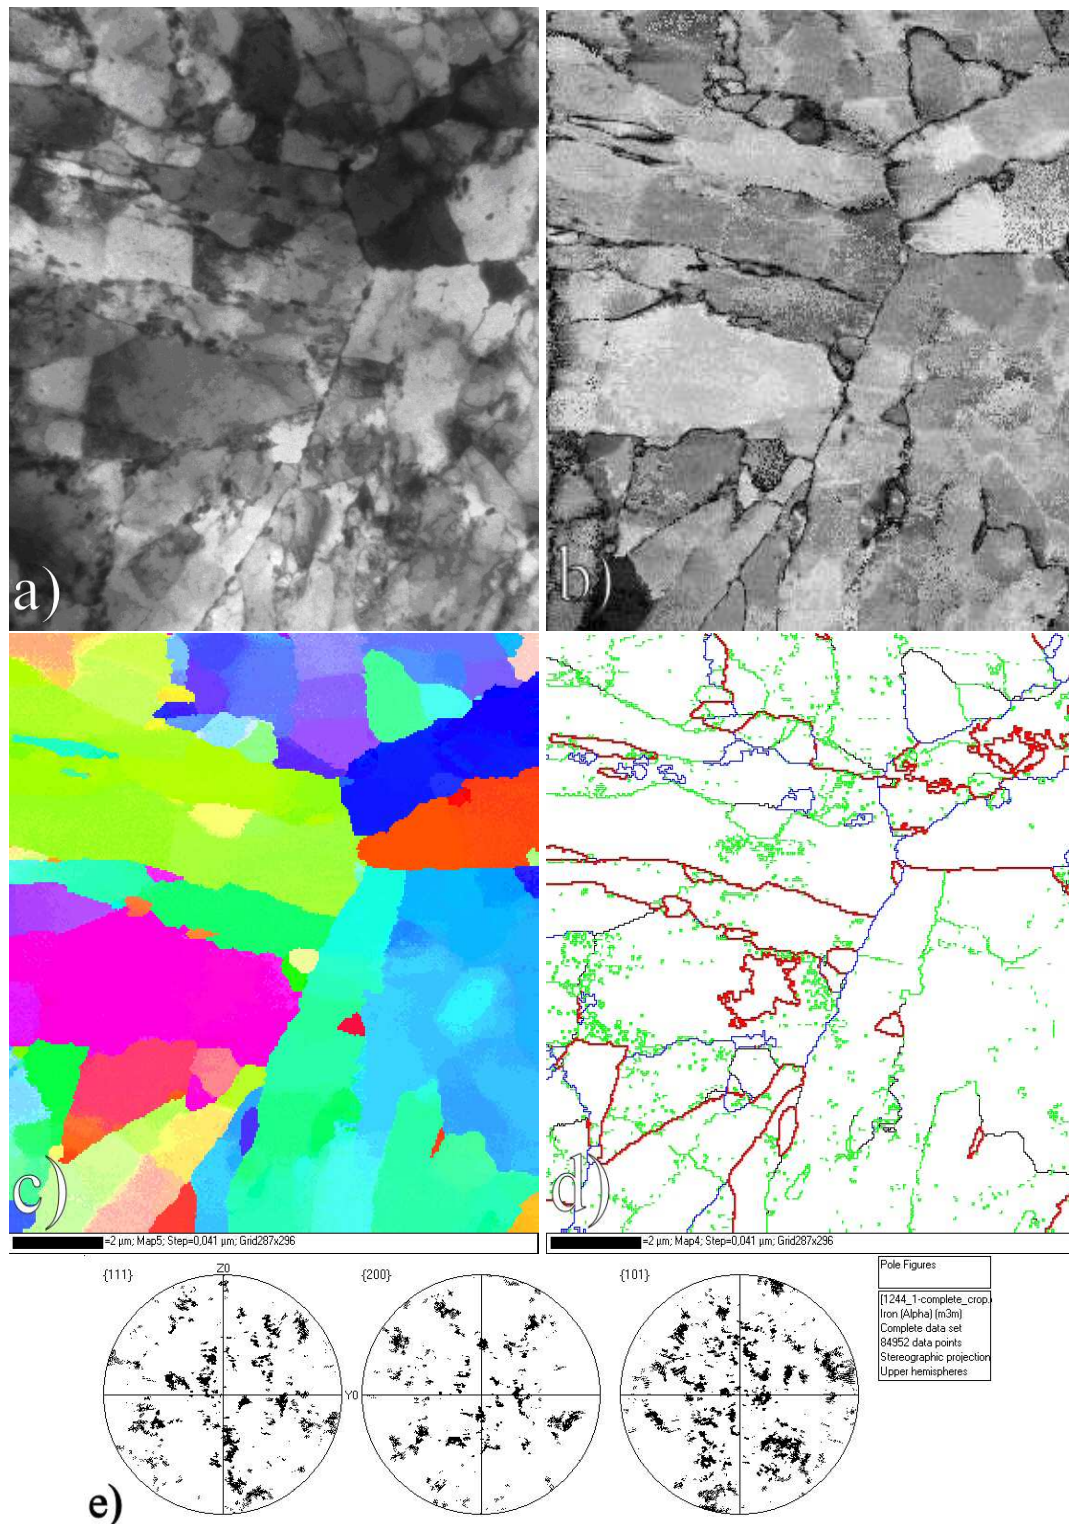 a)
b)
c)
d)
=2 µm; Map5; Step=0,041 µm; Grid287x296
=2 µm; Map4; Step=0,041 µm; Grid287x296
{111}
Z0
{200}
{101}
Y0
Pole Figures
[1244_1-complete_crop.
Iron (Alpha) (m3m)
Complete data set
84952 data points
Stereographic projection
Upper hemispheres
e)